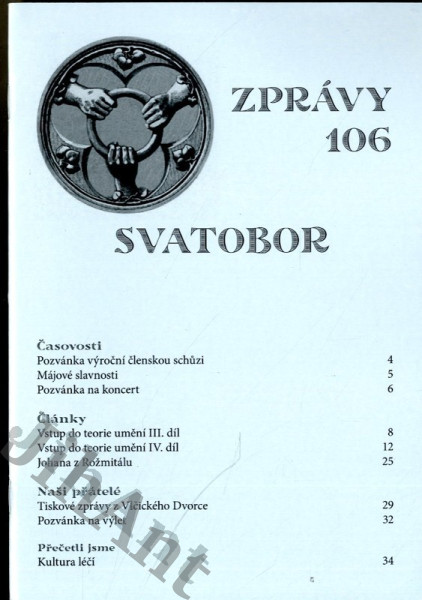 ZPRÁVY
106
SVATOBOR
Časovosti
Pozvánka výroční členskou schůzi 4
Májové slavnosti 5
Pozvánka na koncert 6
Články
Vstup do teorie umění III. díl 8
Vstup do teorie umění IV. díl 12
Johana z Rožmitálu 25
Naši přátelé
Tiskové zprávy z Vlčického Dvorce 29
Pozvánka na výlet 32
Přečetli jsme
Kultura léčí 34
JihAnt